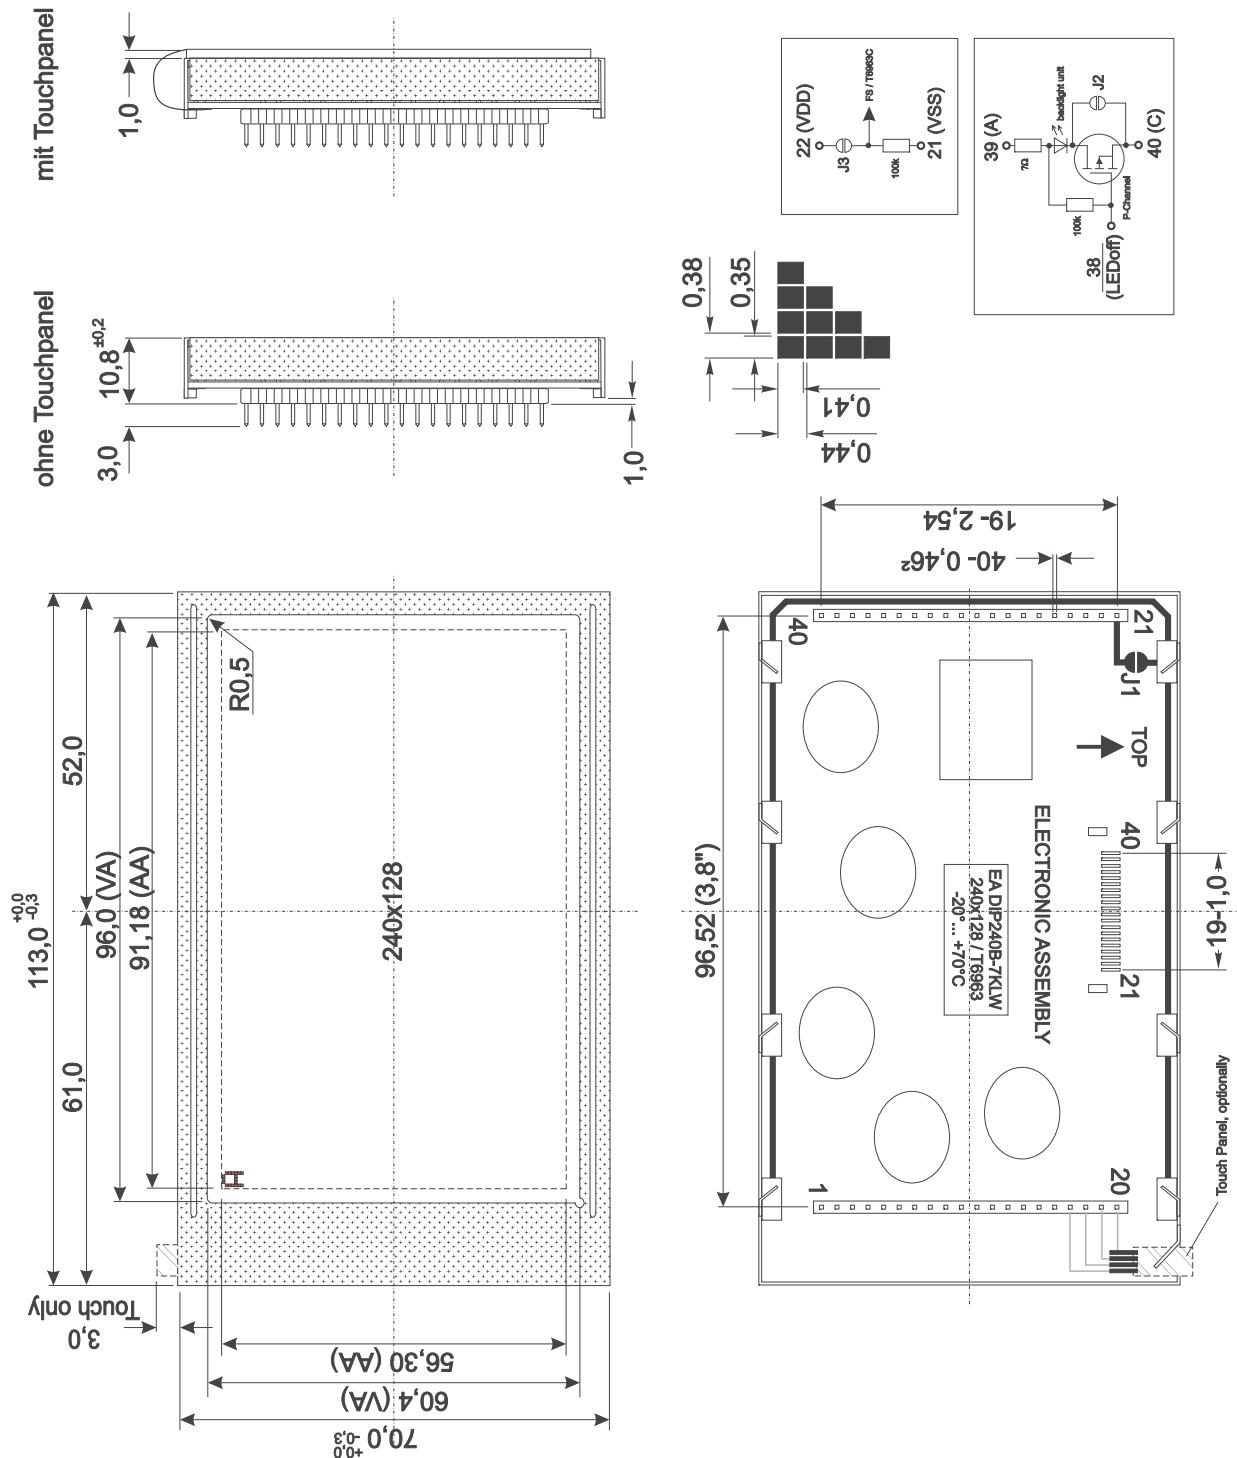 mit Touchpanel
1,0
ohne Touchpanel
10,8 ±0,2
3,0
1,0
22 (VDD)
J3
FS / T6963C
100k
21 (VSS)
39 (A)
7Ω
backlight unit
J2
40 (C)
P-Channel
100k
38
(LEDoff)
0,38
0,35
0,41
0,44
113,0 +0,0 -0,3
52,0
61,0
96,0 (VA)
91,18 (AA)
R0,5
240x128
Touch only
3,0
56,30 (AA)
60,4 (VA)
70,0 +0,0 -0,3
19- 2,54
40- 0,46²
40
21
J1
TOP
96,52 (3,8")
ELECTRONIC ASSEMBLY
EA DIP240B-7KLW
240x128 / T6963
-20° ... +70°C
40
21
19-1,0
1
20
Touch Panel, optionally